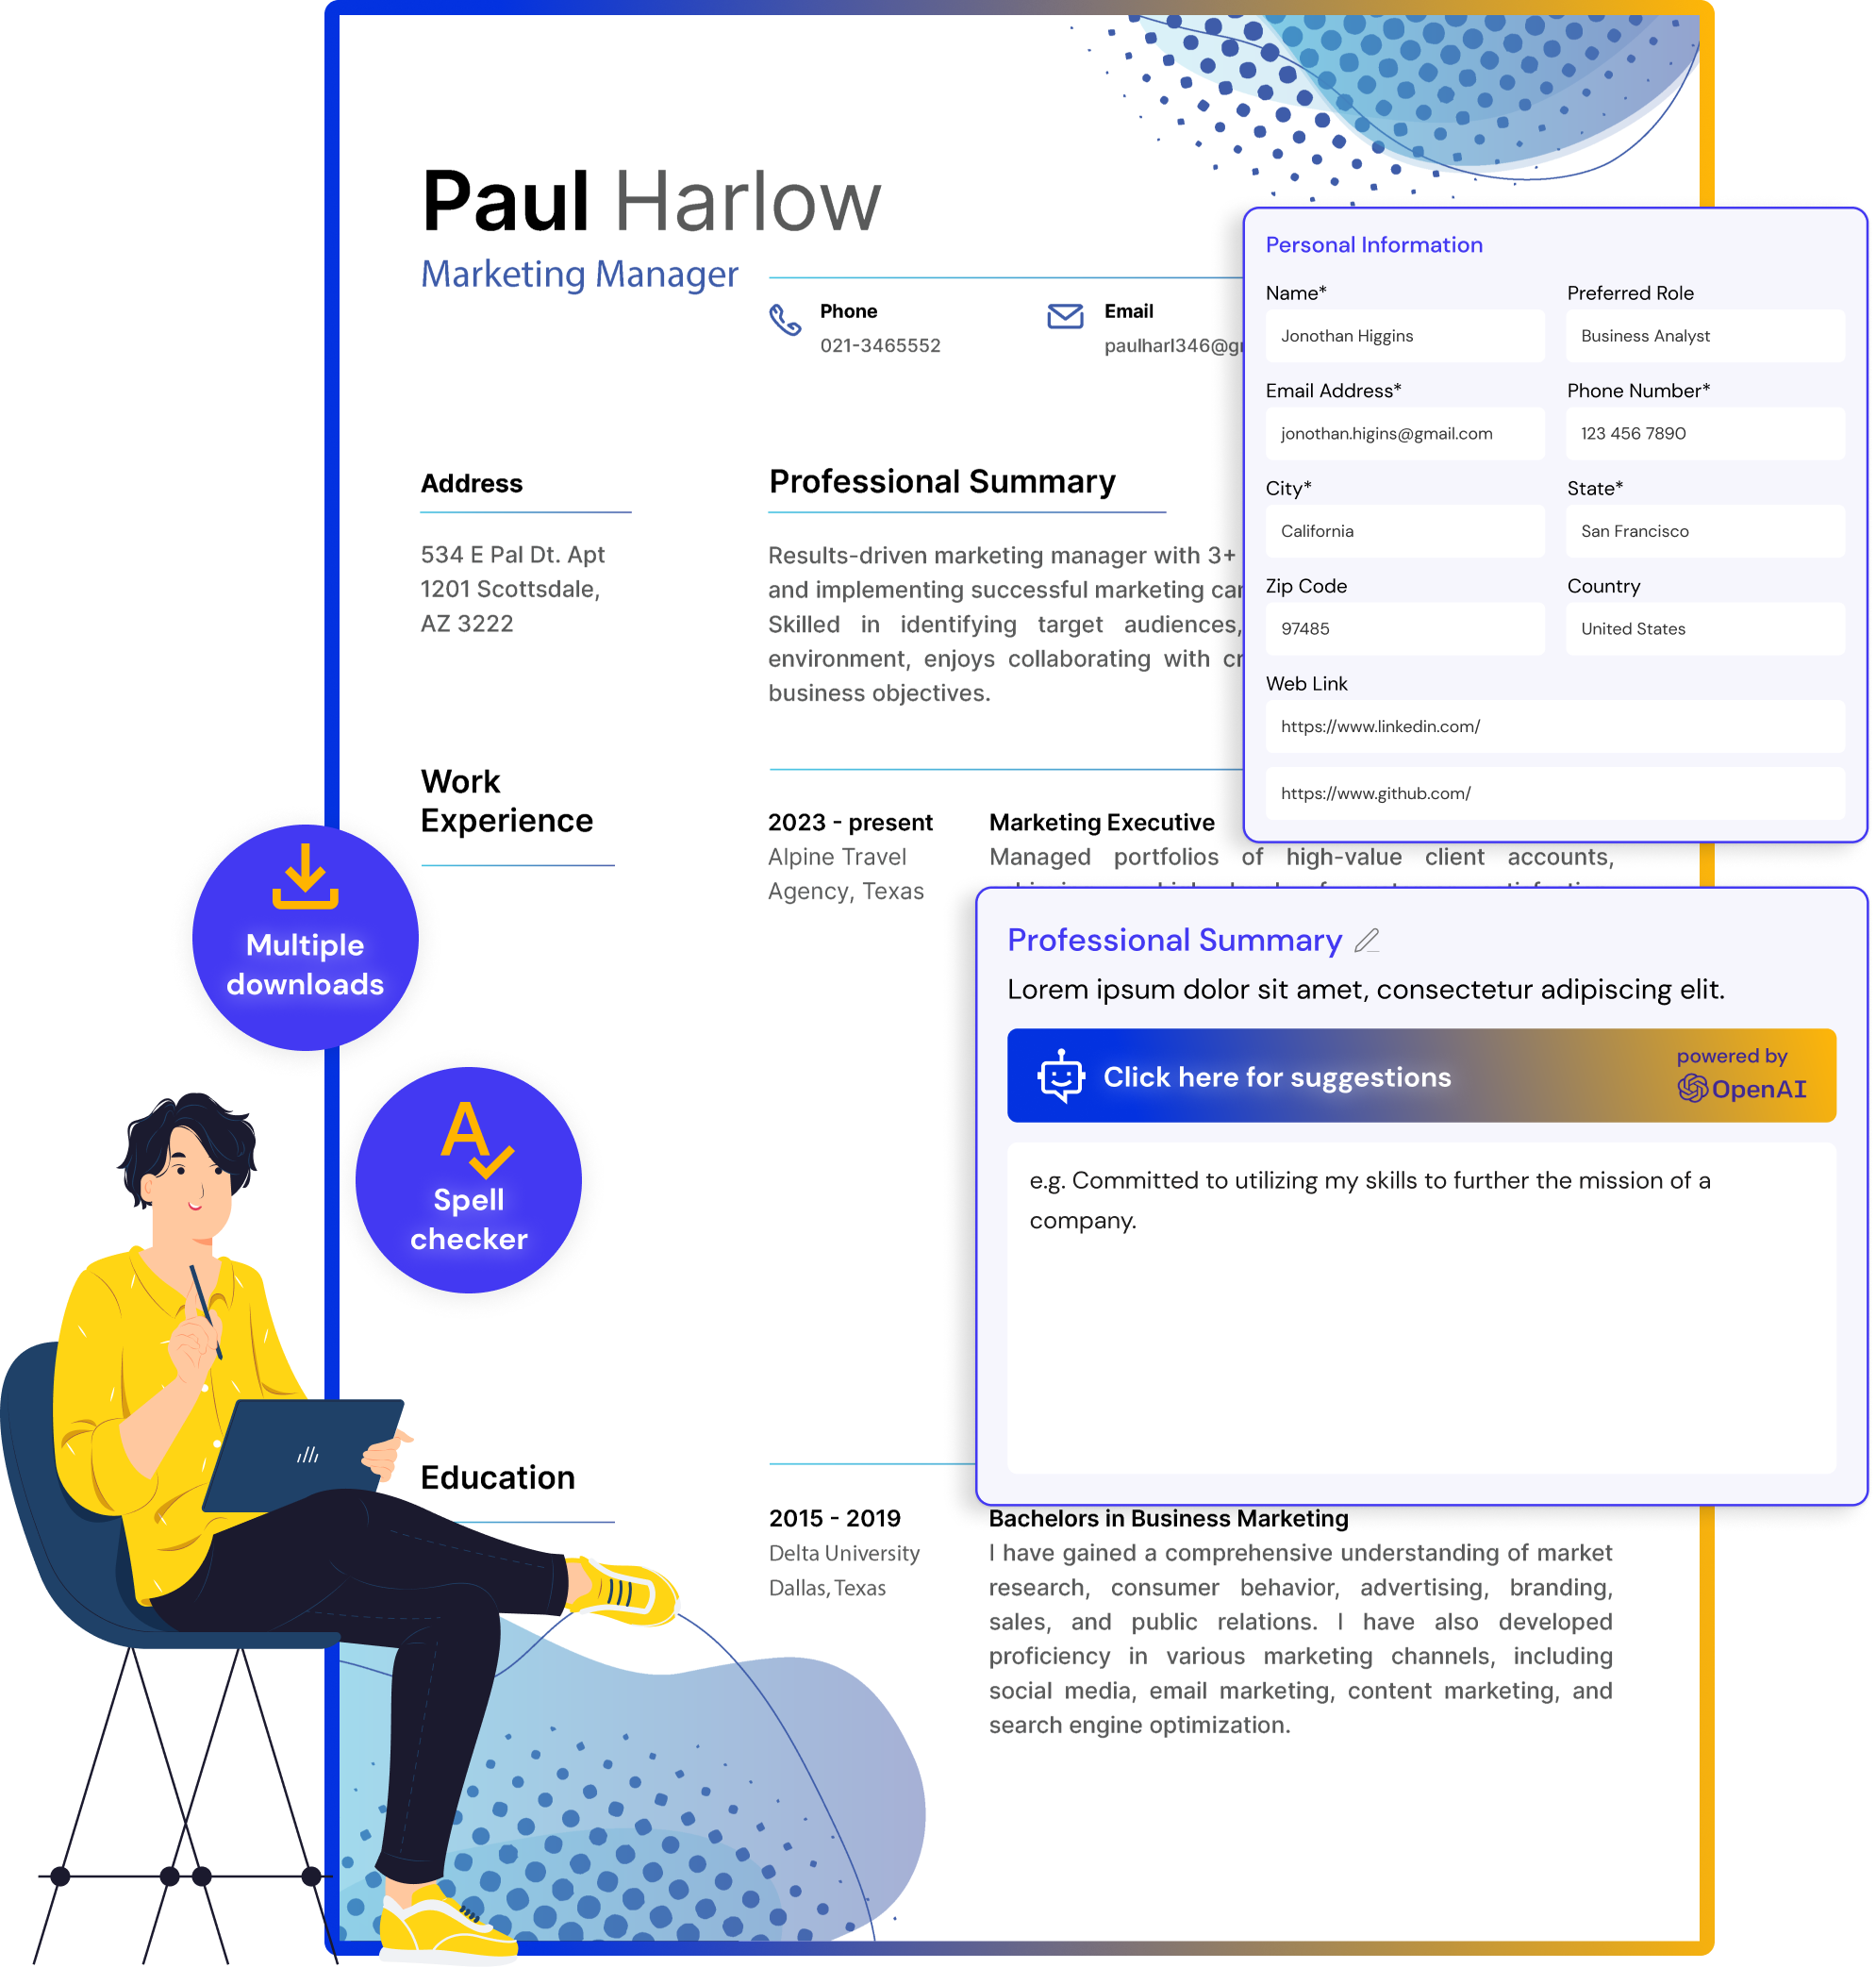 Paul Harlow
Marketing Manager
Phone
021-3465552
Email
Address
534 E Pal Dt. Apt
1201 Scottsdale,
AZ 3222
Professional Summary
Results-driven marketing manager with 3+
and implementing successful marketing
Skilled in identifying target audiences,
environment, enjoys collaborating with
business objectives.
Work
Experience
2023 - present
Alpine Travel
Agency, Texas
Marketing Executive
Managed portfolios of high-value client accounts,
Personal Information
Name*
Preferred Role
Jonothan Higgins
Business Analyst
Email Address*
Phone Number*
jonothan.higins@gmail.com
123 456 7890
City*
State*
California
San Francisco
Zip Code
Country
97485
United States
Web Link
https://www.linkedin.com/
https://www.github.com/
Multiple
downloads
Spell
checker
Professional Summary
Lorem ipsum dolor sit amet, consectetur adipiscing elit.
Click here for suggestions
powered by
OpenAI
e.g. Committed to utilizing my skills to further the mission of a
company.
Education
2015 - 2019
Delta University
Dallas, Texas
Bachelors in Business Marketing
I have gained a comprehensive understanding of market
research, consumer behavior, advertising, branding,
sales, and public relations. I have also developed
proficiency in various marketing channels, including
social media, email marketing, content marketing, and
search engine optimization.